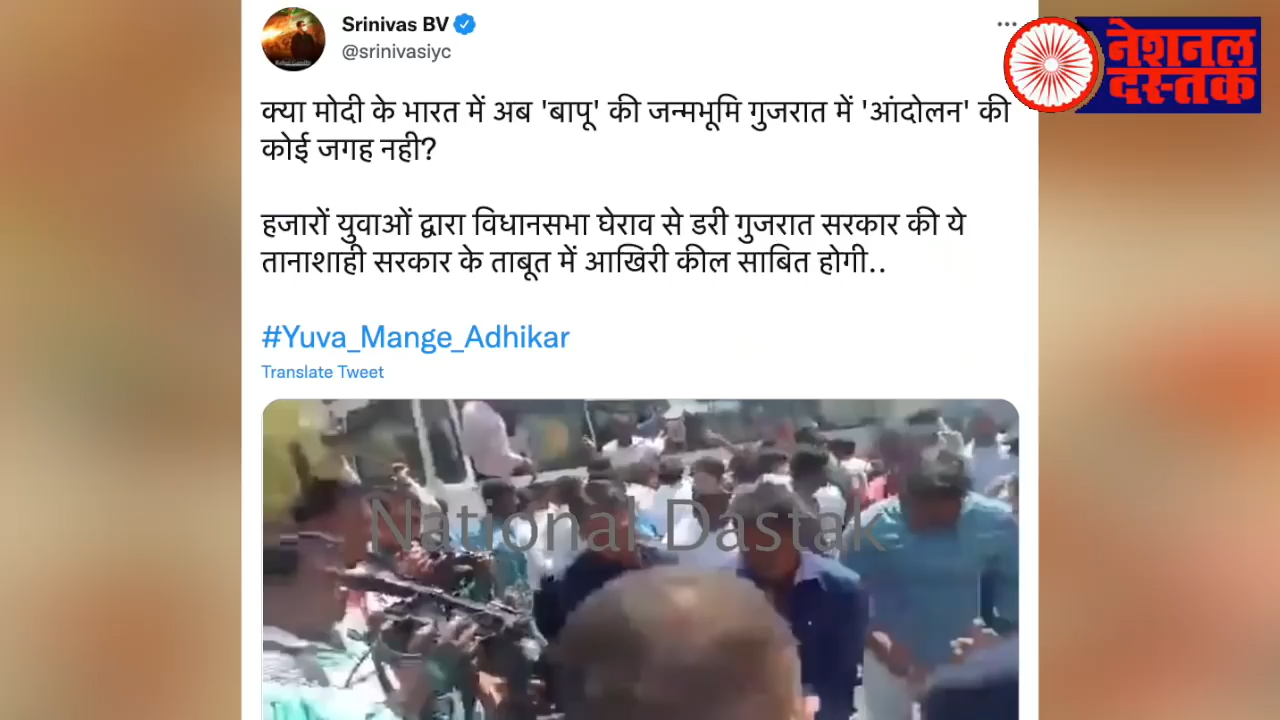 Srinivas BV
@srinivasiyc
नेशनल
दस्तक
क्या मोदी के भारत में अब 'बापू' की जन्मभूमि गुजरात में 'आंदोलन' की
कोई जगह नही?
हजारों युवाओं द्वारा विधानसभा घेराव से डरी गुजरात सरकार की ये
तानाशाही सरकार के ताबूत में आखिरी कील साबित होगी..
#Yuva_Mange_Adhikar
Translate Tweet
National Dastak